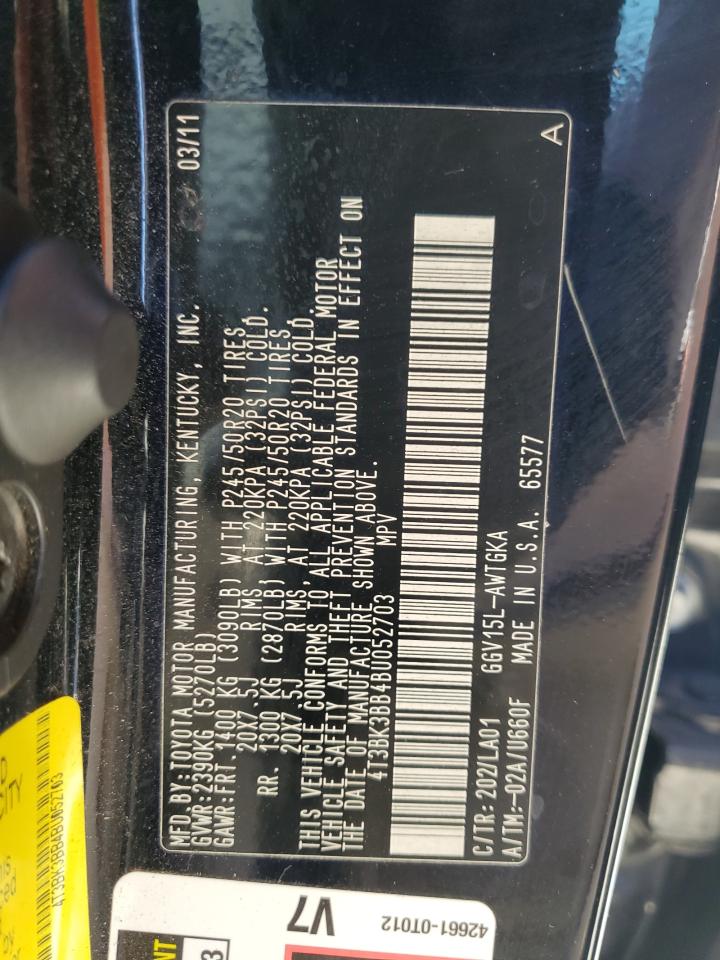 MFD. BY: TOYOTA MOTOR MANUFACTURING, KENTUCKY, INC. 03/11
GVWR: 2390KG (5270LB)
GAWR: FRT. 1400 KG (3090LB) WITH P245/50R20 TIRES,
20X7.5J RIMS, AT 220KPA (32PSI) COLD.
RR. 1300 KG (2870LB) WITH P245/50R20 TIRES,
20X7.5J RIMS, AT 220KPA (32PSI) COLD.
THIS VEHICLE CONFORMS TO ALL APPLICABLE FEDERAL MOTOR
VEHICLE SAFETY AND THEFT PREVENTION STANDARDS IN EFFECT ON
THE DATE OF MANUFACTURE SHOWN ABOVE.
4T3BK3BB4BU052703 MPV
C/TR: 202/LA01 GGV15L-AWTGKA
A/TM: -02A/U660F MADE IN U.S.A. 65577
A
4T3BK3BB4BU052703
V7
42661-0T012